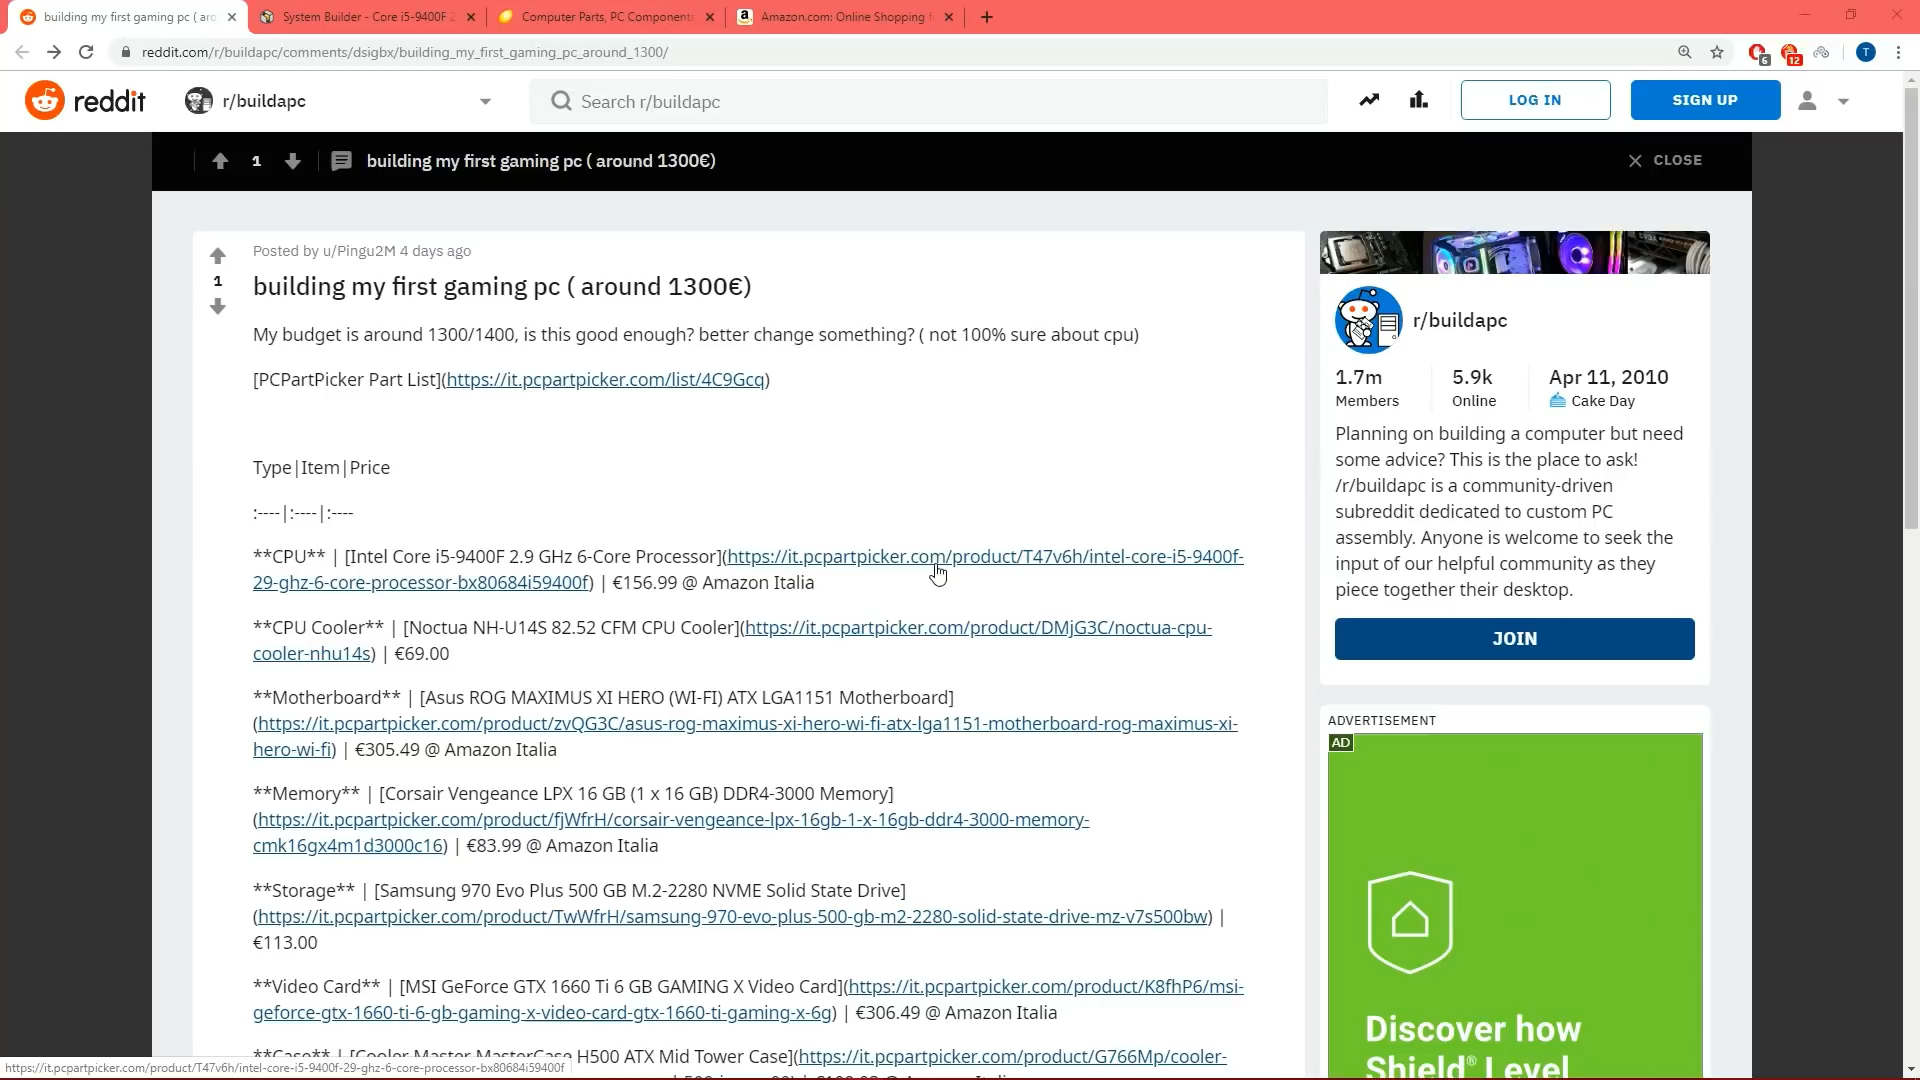 building my first gaming pc ( aro
System Builder - Core i5-9400F 2
Computer Parts, PC Components
Amazon.com: Online Shopping f
reddit.com/r/buildapc/comments/dsigbx/building_my_first_gaming_pc_around_1300/
6
12
T
reddit
r/buildapc
Search r/buildapc
LOG IN
SIGN UP
1
building my first gaming pc ( around 1300€)
CLOSE
Posted by u/Pingu2M 4 days ago
1
building my first gaming pc ( around 1300€)
My budget is around 1300/1400, is this good enough? better change something? ( not 100% sure about cpu)
[PCPartPicker Part List](https://it.pcpartpicker.com/list/4C9Gcq)
Type|Item|Price
:----|:----|:----
**CPU** | [Intel Core i5-9400F 2.9 GHz 6-Core Processor](https://it.pcpartpicker.com/product/T47v6h/intel-core-i5-9400f-
29-ghz-6-core-processor-bx80684i59400f) | €156.99 @ Amazon Italia
**CPU Cooler** | [Noctua NH-U14S 82.52 CFM CPU Cooler](https://it.pcpartpicker.com/product/DMjG3C/noctua-cpu-
cooler-nhu14s) | €69.00
**Motherboard** | [Asus ROG MAXIMUS XI HERO (WI-FI) ATX LGA1151 Motherboard]
(https://it.pcpartpicker.com/product/zvQG3C/asus-rog-maximus-xi-hero-wi-fi-atx-lga1151-motherboard-rog-maximus-xi-
hero-wi-fi) | €305.49 @ Amazon Italia
**Memory** | [Corsair Vengeance LPX 16 GB (1 x 16 GB) DDR4-3000 Memory]
(https://it.pcpartpicker.com/product/fjWfrH/corsair-vengeance-lpx-16gb-1-x-16gb-ddr4-3000-memory-
cmk16gx4m1d3000c16) | €83.99 @ Amazon Italia
**Storage** | [Samsung 970 Evo Plus 500 GB M.2-2280 NVME Solid State Drive]
(https://it.pcpartpicker.com/product/TwWfrH/samsung-970-evo-plus-500-gb-m2-2280-solid-state-drive-mz-v7s500bw) |
€113.00
**Video Card** | [MSI GeForce GTX 1660 Ti 6 GB GAMING X Video Card](https://it.pcpartpicker.com/product/K8fhP6/msi-
geforce-gtx-1660-ti-6-gb-gaming-x-video-card-gtx-1660-ti-gaming-x-6g) | €306.49 @ Amazon Italia
**Case** | [Cooler Master MasterCase H500 ATX Mid Tower Case](https://it.pcpartpicker.com/product/G766Mp/cooler-
https://it.pcpartpicker.com/product/T47v6h/intel-core-i5-9400f-29-ghz-6-core-processor-bx80684i59400f
r/buildapc
1.7m
Members
5.9k
Online
Apr 11, 2010
Cake Day
Planning on building a computer but need
some advice? This is the place to ask!
/r/buildapc is a community-driven
subreddit dedicated to custom PC
assembly. Anyone is welcome to seek the
input of our helpful community as they
piece together their desktop.
JOIN
ADVERTISEMENT
AD
Discover how
Shield® Level